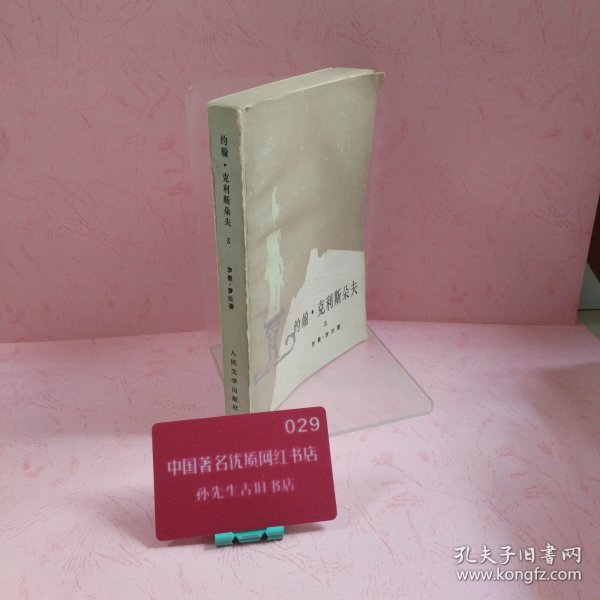 约翰·克利斯朵夫 3
罗曼·罗兰著
人民文学出版社
约翰·克利斯朵夫
罗曼·罗兰著
029
中国著名优质网红书店
孙先生古旧书店
孔夫子旧書网
www.kongfz.com